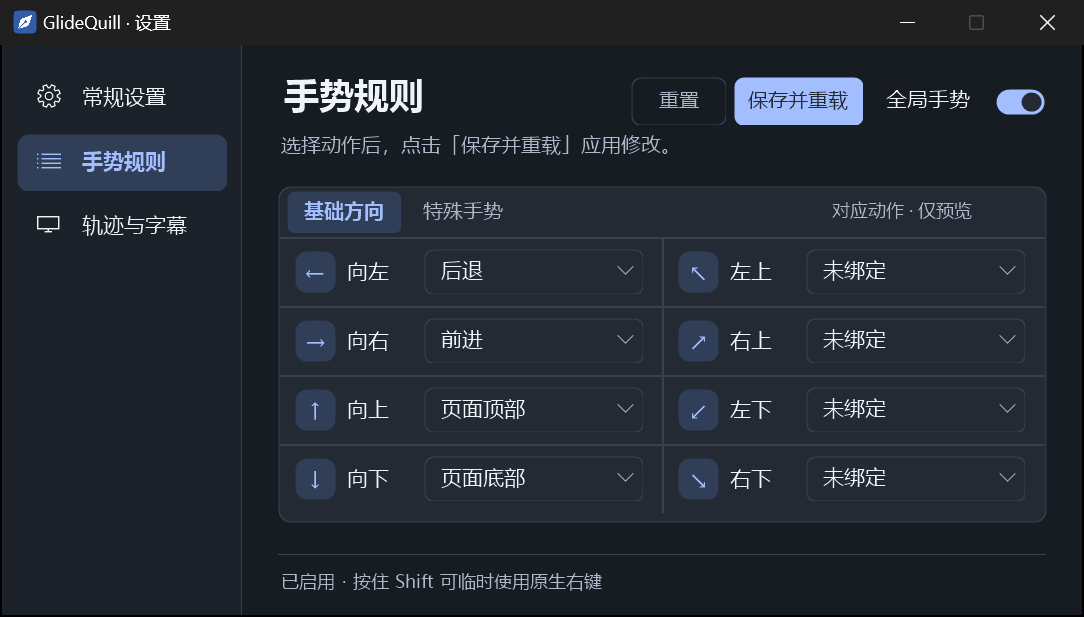 GlideQuill · 设置
常规设置
手势规则
轨迹与字幕
手势规则
重置
保存并重载
全局手势
选择动作后，点击「保存并重载」应用修改。
基础方向
特殊手势
对应动作 · 仅预览
← 向左 后退
↖ 左上 未绑定
→ 向右 前进
↗ 右上 未绑定
↑ 向上 页面顶部
↙ 左下 未绑定
↓ 向下 页面底部
↘ 右下 未绑定
已启用 · 按住 Shift 可临时使用原生右键